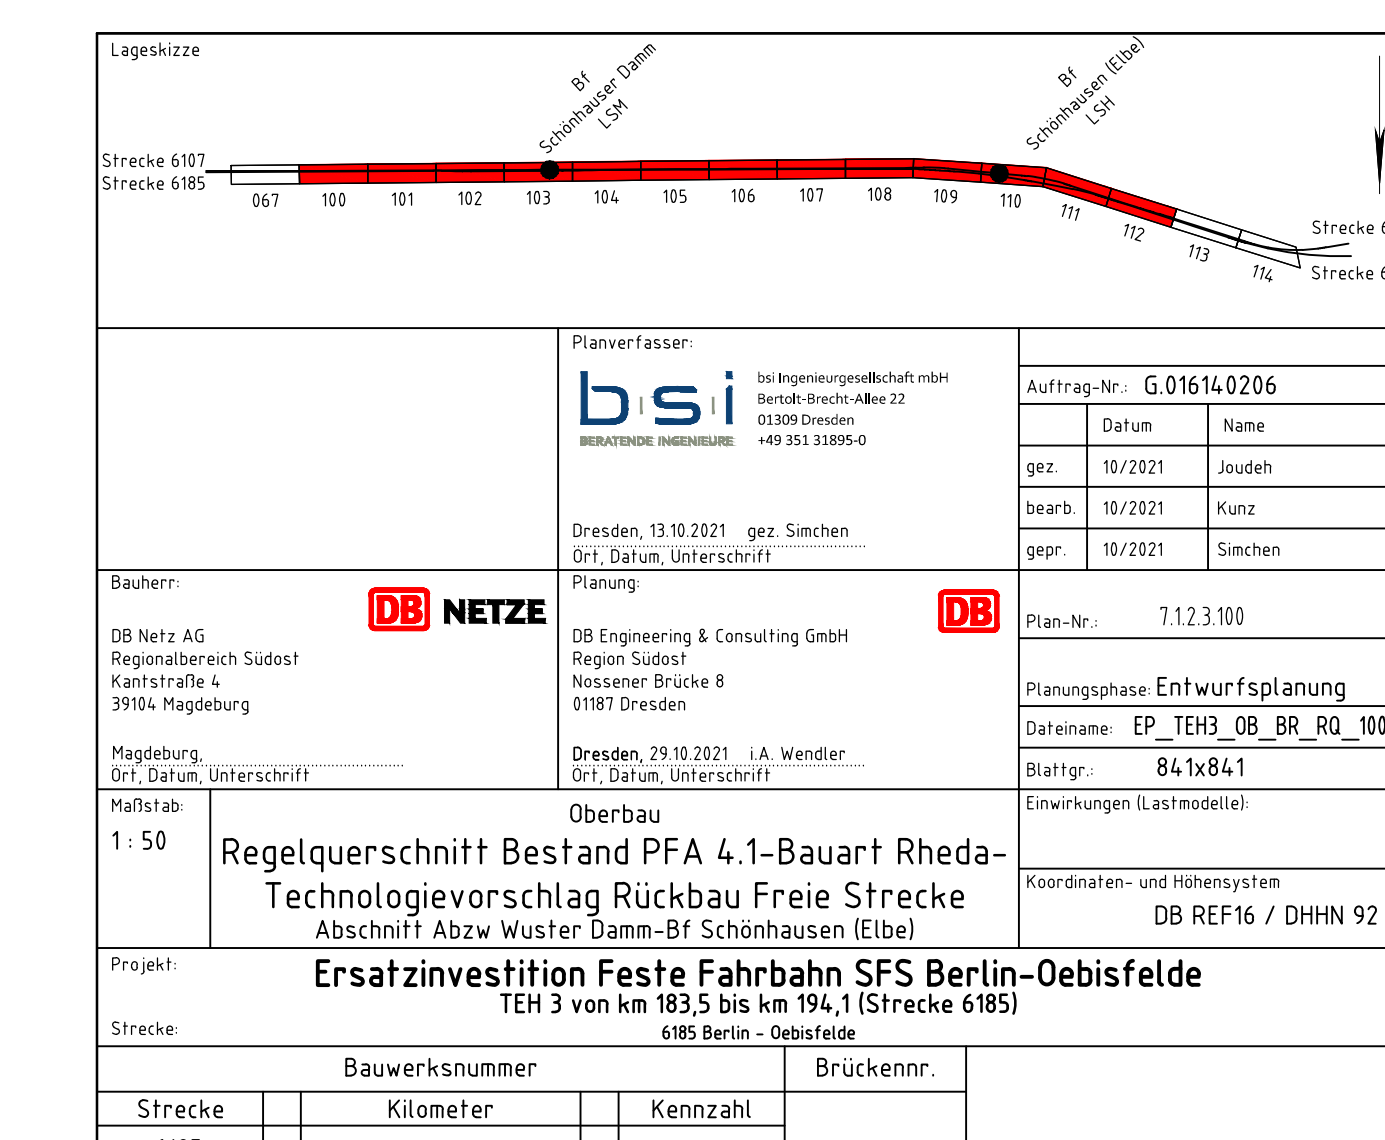 Lageskizze
Bf
Schönhauser Damm
LSM
Bf
Schönhausen (Elbe)
LSH
Strecke 6107
Strecke 6185
067 100 101 102 103 104 105 106 107 108 109 110 111 112 113 114
Strecke
Strecke
Planverfasser:
bsi
BERATENDE INGENIEURE
bsi Ingenieurgesellschaft mbH
Bertolt-Brecht-Allee 22
01309 Dresden
+49 351 31895-0
Dresden, 13.10.2021 gez. Simchen
Ort, Datum, Unterschrift
Auftrag-Nr.: G.016140206
Datum Name
gez. 10/2021 Joudeh
bearb. 10/2021 Kunz
gepr. 10/2021 Simchen
Bauherr:
DB NETZE
DB Netz AG
Regionalbereich Südost
Kantstraße 4
39104 Magdeburg
Magdeburg,
Ort, Datum, Unterschrift
Planung:
DB
DB Engineering & Consulting GmbH
Region Südost
Nossener Brücke 8
01187 Dresden
Dresden, 29.10.2021 i.A. Wendler
Ort, Datum, Unterschrift
Plan-Nr.: 7.1.2.3.100
Planungsphase: Entwurfsplanung
Dateiname: EP_TEH3_OB_BR_RQ_100
Blattgr.: 841x841
Maßstab:
1 : 50
Oberbau
Regelquerschnitt Bestand PFA 4.1-Bauart Rheda-
Technologievorschlag Rückbau Freie Strecke
Abschnitt Abzw Wuster Damm-Bf Schönhausen (Elbe)
Einwirkungen (Lastmodelle):
Koordinaten- und Höhensystem
DB REF16 / DHHN 92
Projekt:
Ersatzinvestition Feste Fahrbahn SFS Berlin-Oebisfelde
TEH 3 von km 183,5 bis km 194,1 (Strecke 6185)
Strecke:
6185 Berlin - Oebisfelde
Bauwerksnummer Brückennr.
Strecke Kilometer Kennzahl